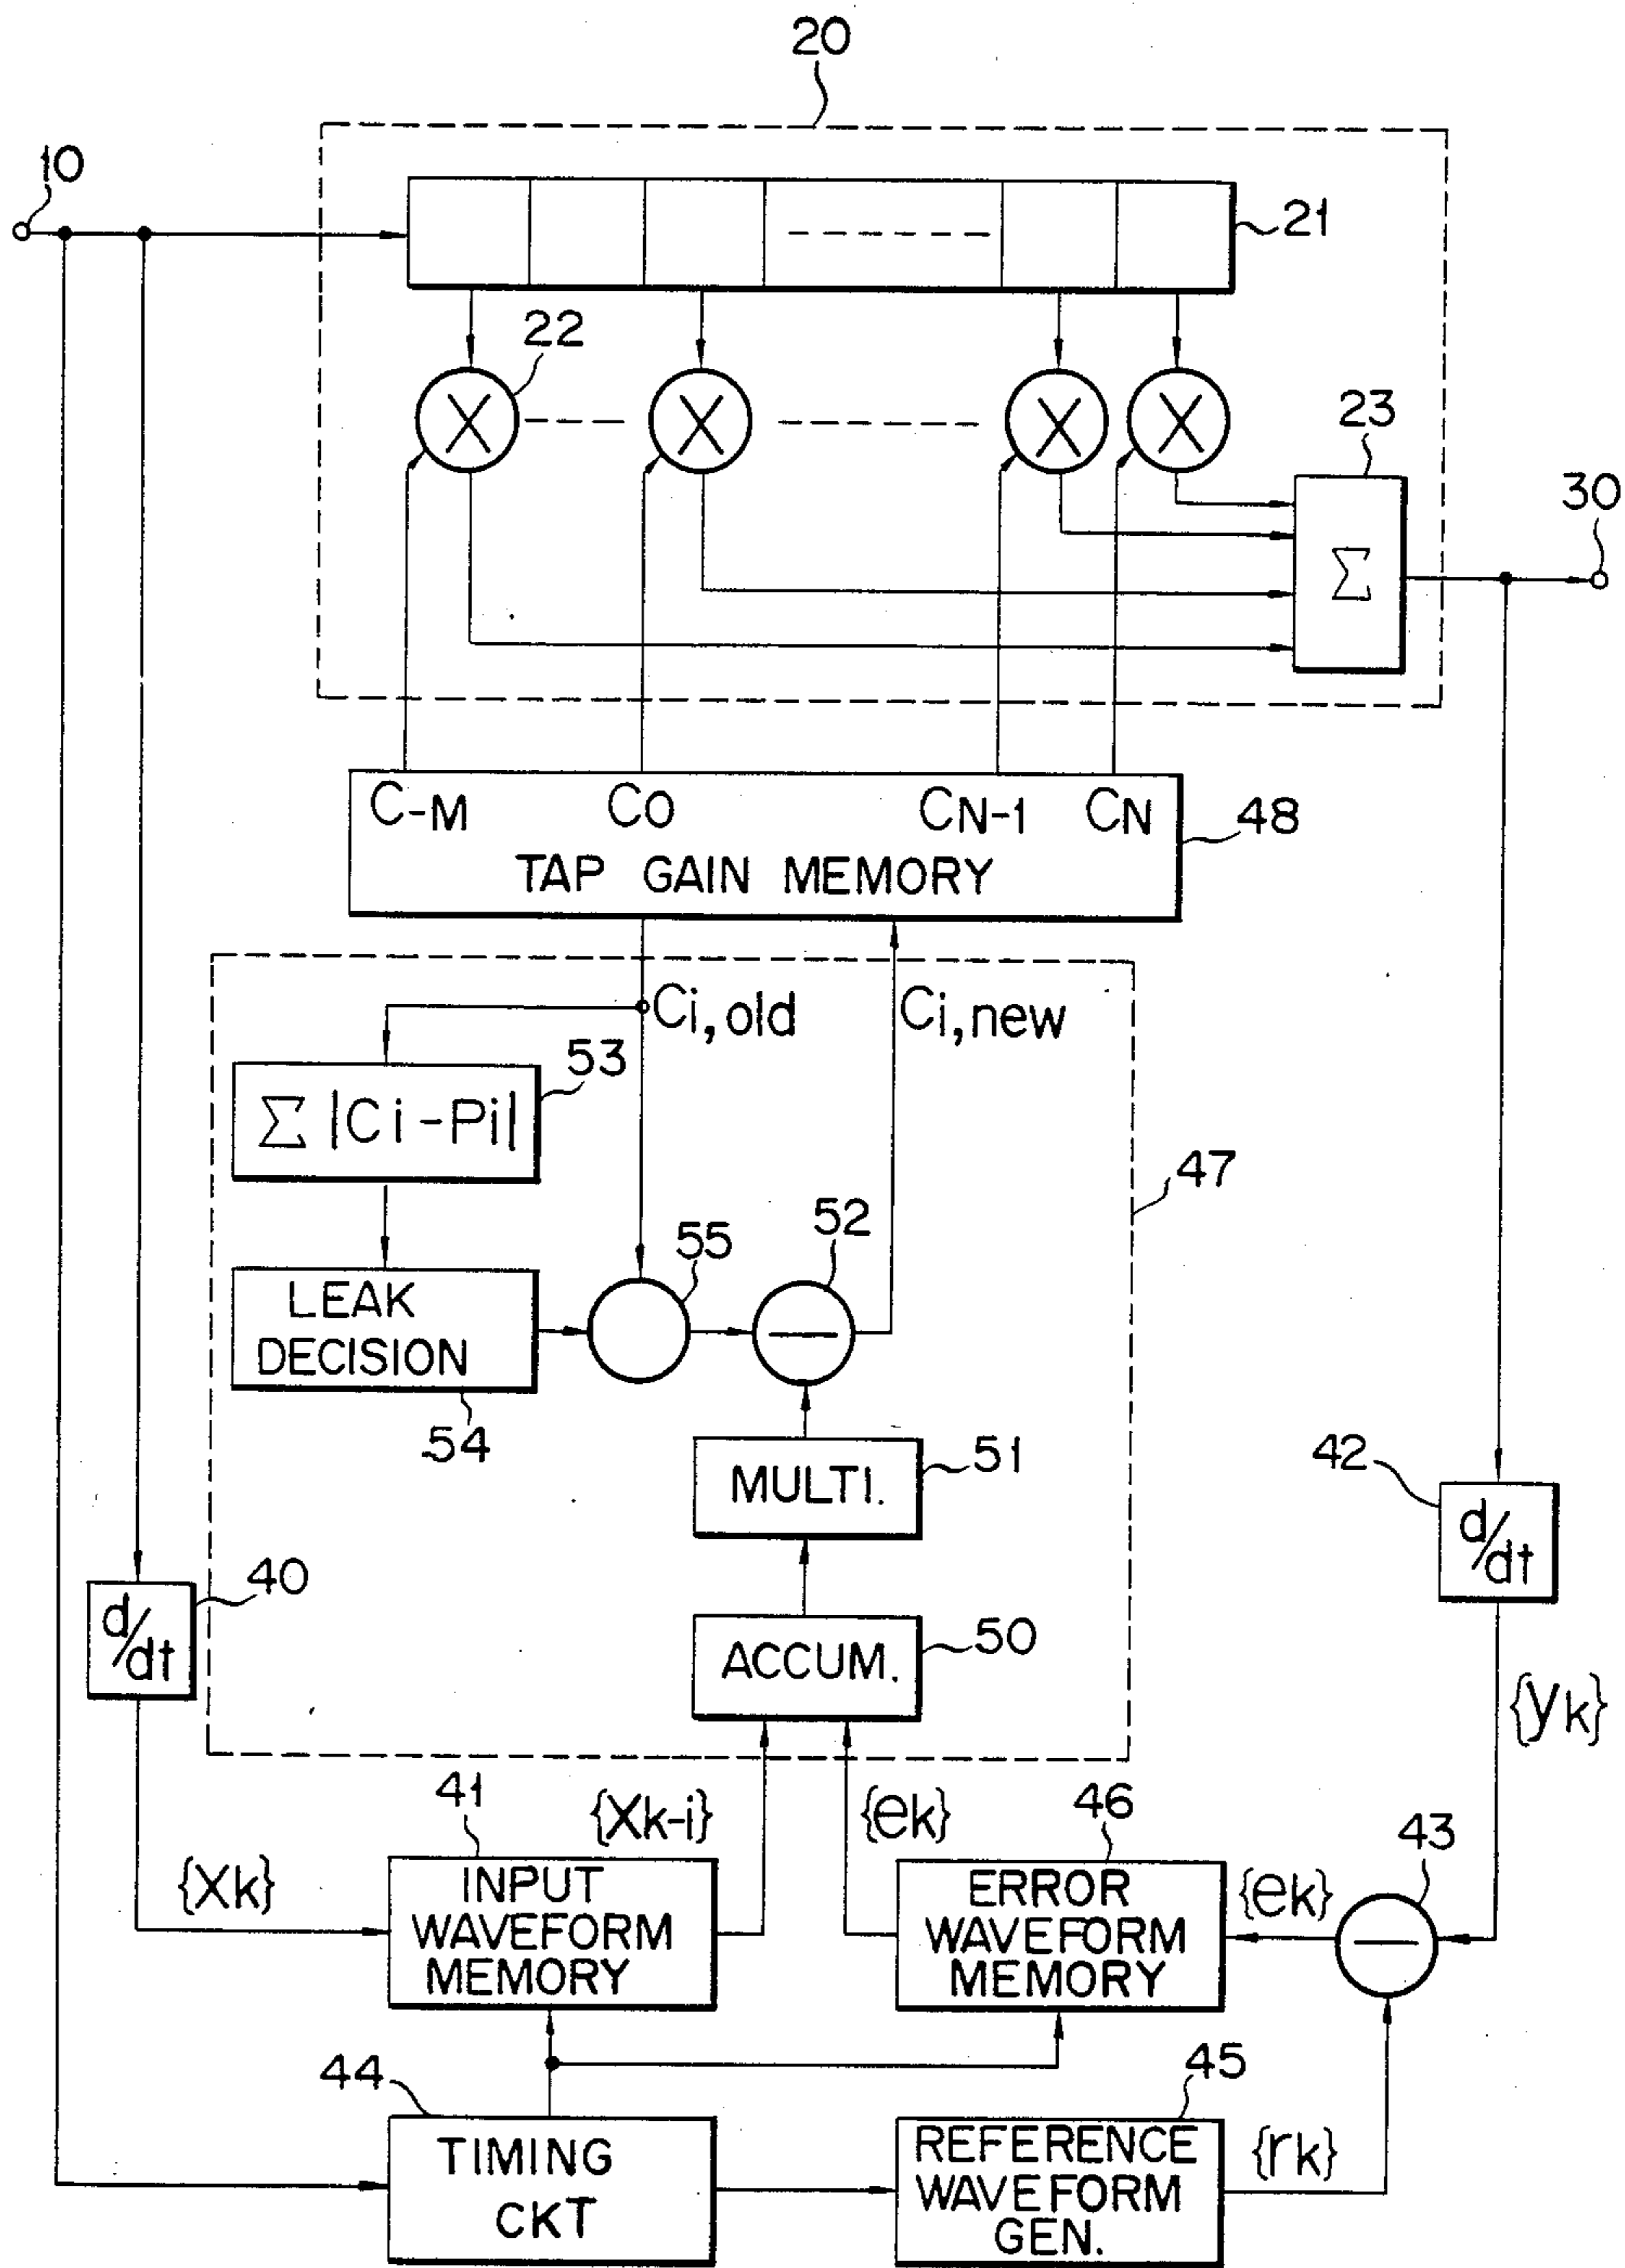 20
10
21
22
23
30
Σ
C-M C0 CN-1 CN
48
TAP GAIN MEMORY
Ci,old
Ci,new
53
Σ |Ci-Pi|
47
55
52
LEAK
DECISION
54
51
MULTI.
42
d/dt
40
d/dt
50
ACCUM.
{yk}
41
{Xk-i}
{ek}
46
43
{Xk}
INPUT
WAVEFORM
MEMORY
ERROR
WAVEFORM
MEMORY
{ek}
44
45
TIMING
CKT
REFERENCE
WAVEFORM
GEN.
{rk}